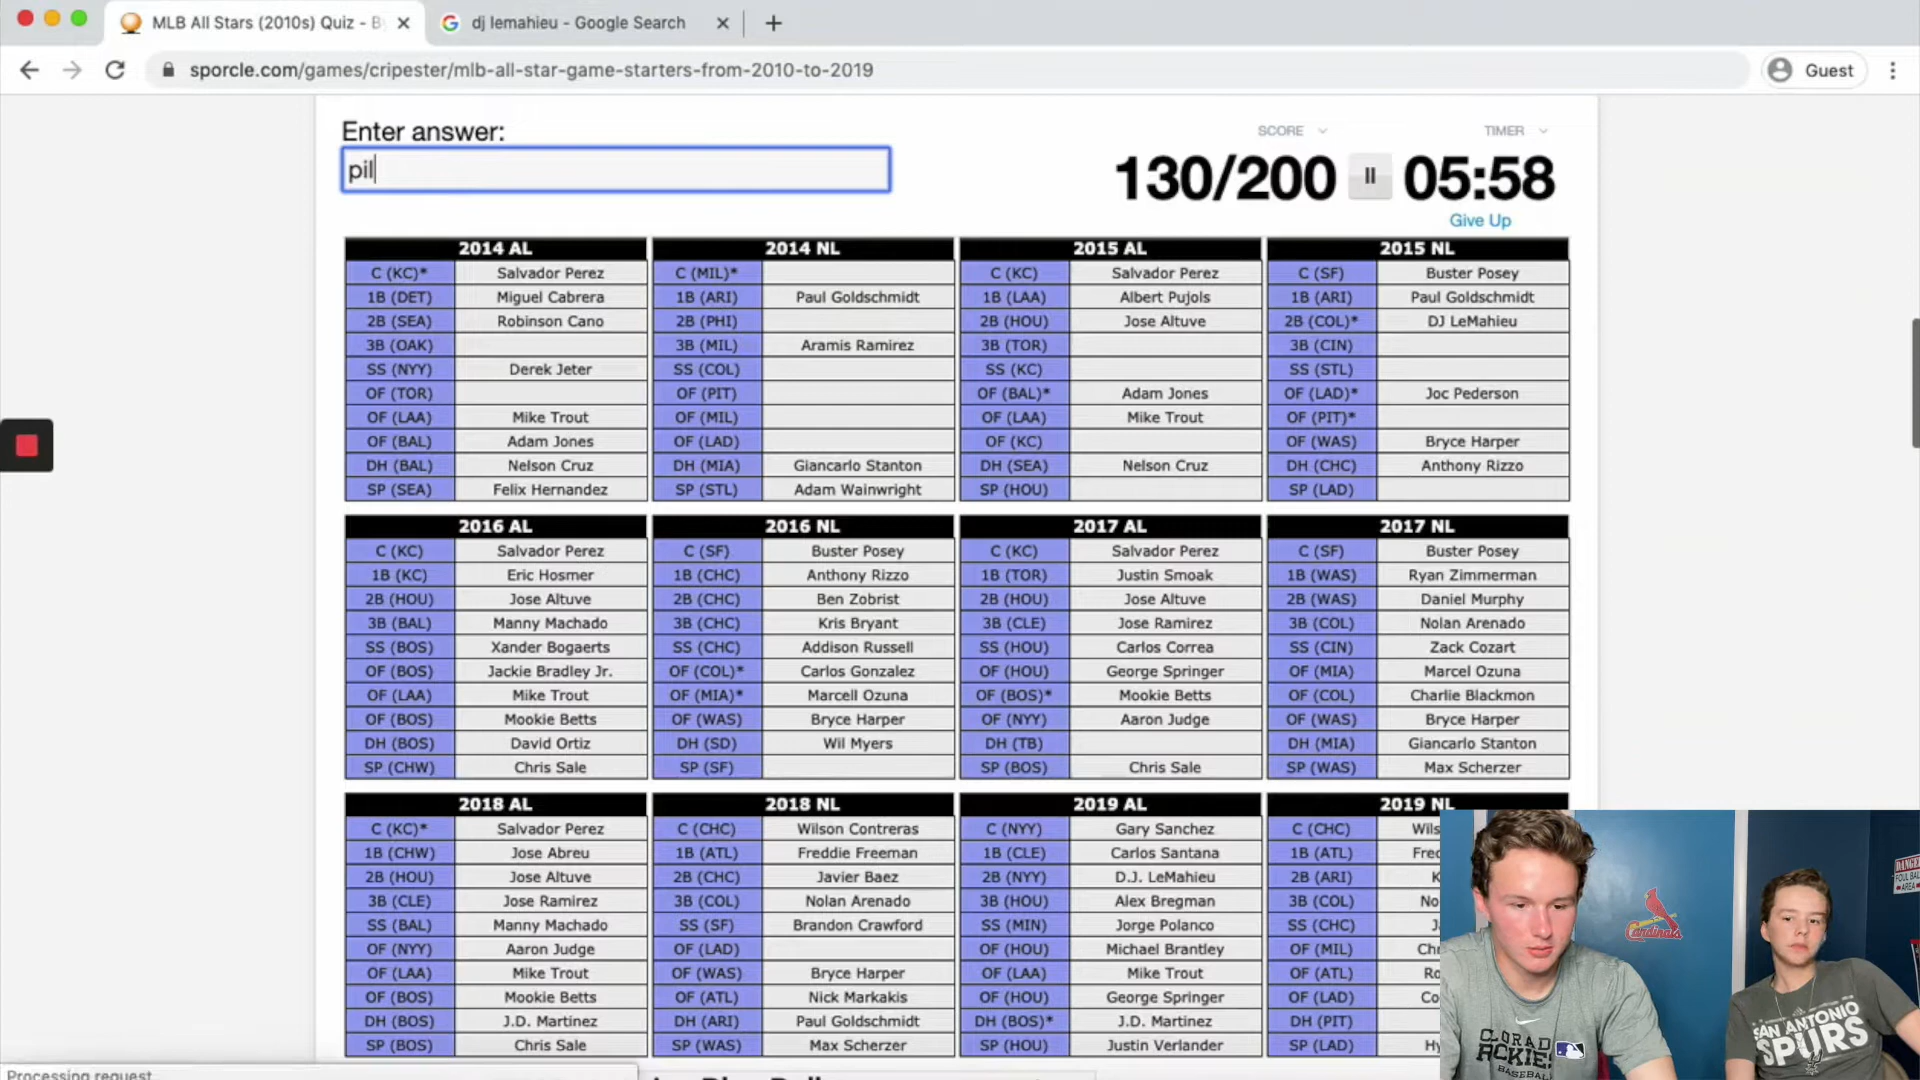 MLB All Stars (2010s) Quiz - B
dj lemahieu - Google Search
sporcle.com/games/cripester/mlb-all-star-game-starters-from-2010-to-2019
Guest
Enter answer:
pil
SCORE
TIMER
130/200
05:58
Give Up
2014 AL
C (KC)* Salvador Perez
1B (DET) Miguel Cabrera
2B (SEA) Robinson Cano
3B (OAK)
SS (NYY) Derek Jeter
OF (TOR)
OF (LAA) Mike Trout
OF (BAL) Adam Jones
DH (BAL) Nelson Cruz
SP (SEA) Felix Hernandez
2014 NL
C (MIL)*
1B (ARI) Paul Goldschmidt
2B (PHI)
3B (MIL) Aramis Ramirez
SS (COL)
OF (PIT)
OF (MIL)
OF (LAD)
DH (MIA) Giancarlo Stanton
SP (STL) Adam Wainwright
2015 AL
C (KC) Salvador Perez
1B (LAA) Albert Pujols
2B (HOU) Jose Altuve
3B (TOR)
SS (KC)
OF (BAL)* Adam Jones
OF (LAA) Mike Trout
OF (KC)
DH (SEA) Nelson Cruz
SP (HOU)
2015 NL
C (SF) Buster Posey
1B (ARI) Paul Goldschmidt
2B (COL)* DJ LeMahieu
3B (CIN)
SS (STL)
OF (LAD)* Joc Pederson
OF (PIT)*
OF (WAS) Bryce Harper
DH (CHC) Anthony Rizzo
SP (LAD)
2016 AL
C (KC) Salvador Perez
1B (KC) Eric Hosmer
2B (HOU) Jose Altuve
3B (BAL) Manny Machado
SS (BOS) Xander Bogaerts
OF (BOS) Jackie Bradley Jr.
OF (LAA) Mike Trout
OF (BOS) Mookie Betts
DH (BOS) David Ortiz
SP (CHW) Chris Sale
2016 NL
C (SF) Buster Posey
1B (CHC) Anthony Rizzo
2B (CHC) Ben Zobrist
3B (CHC) Kris Bryant
SS (CHC) Addison Russell
OF (COL)* Carlos Gonzalez
OF (MIA)* Marcell Ozuna
OF (WAS) Bryce Harper
DH (SD) Wil Myers
SP (SF)
2017 AL
C (KC) Salvador Perez
1B (TOR) Justin Smoak
2B (HOU) Jose Altuve
3B (CLE) Jose Ramirez
SS (HOU) Carlos Correa
OF (HOU) George Springer
OF (BOS)* Mookie Betts
OF (NYY) Aaron Judge
DH (TB)
SP (BOS) Chris Sale
2017 NL
C (SF) Buster Posey
1B (WAS) Ryan Zimmerman
2B (WAS) Daniel Murphy
3B (COL) Nolan Arenado
SS (CIN) Zack Cozart
OF (MIA) Marcel Ozuna
OF (COL) Charlie Blackmon
OF (WAS) Bryce Harper
DH (MIA) Giancarlo Stanton
SP (WAS) Max Scherzer
2018 AL
C (KC)* Salvador Perez
1B (CHW) Jose Abreu
2B (HOU) Jose Altuve
3B (CLE) Jose Ramirez
SS (BAL) Manny Machado
OF (NYY) Aaron Judge
OF (LAA) Mike Trout
OF (BOS) Mookie Betts
DH (BOS) J.D. Martinez
SP (BOS) Chris Sale
2018 NL
C (CHC) Wilson Contreras
1B (ATL) Freddie Freeman
2B (CHC) Javier Baez
3B (COL) Nolan Arenado
SS (SF) Brandon Crawford
OF (LAD)
OF (WAS) Bryce Harper
OF (ATL) Nick Markakis
DH (ARI) Paul Goldschmidt
SP (WAS) Max Scherzer
2019 AL
C (NYY) Gary Sanchez
1B (CLE) Carlos Santana
2B (NYY) D.J. LeMahieu
3B (HOU) Alex Bregman
SS (MIN) Jorge Polanco
OF (HOU) Michael Brantley
OF (LAA) Mike Trout
OF (HOU) George Springer
DH (BOS)* J.D. Martinez
SP (HOU) Justin Verlander
2019 NL
C (CHC) Wils
1B (ATL) Fred
2B (ARI) K
3B (COL) No
SS (CHC) J
OF (MIL) Chr
OF (ATL) Ro
OF (LAD) Co
DH (PIT)
SP (LAD) Hy
Processing request
Cardinals
DANGER
FOUL BAL
AREA
SAN ANTONIO
SPURS
BASEBALL